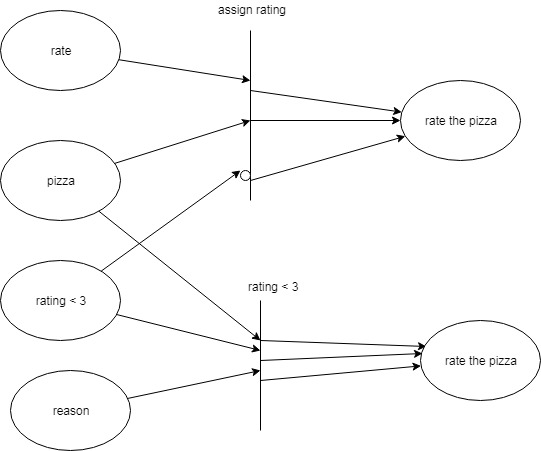 assign rating
rate
rate the pizza
pizza
rating < 3
rating < 3
rate the pizza
reason